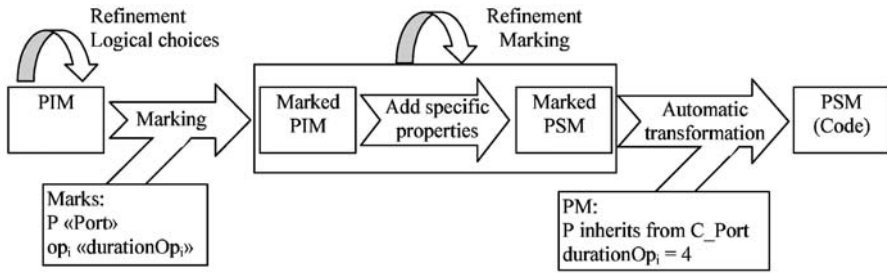 Refinement
Logical choices
Refinement
Marking
PIM
Marking
Marked
PIM
Add specific
properties
Marked
PSM
Automatic
transformation
PSM
(Code)
Marks:
P «Port»
opᵢ «durationOpᵢ»
PM:
P inherits from C_Port
durationOpᵢ = 4